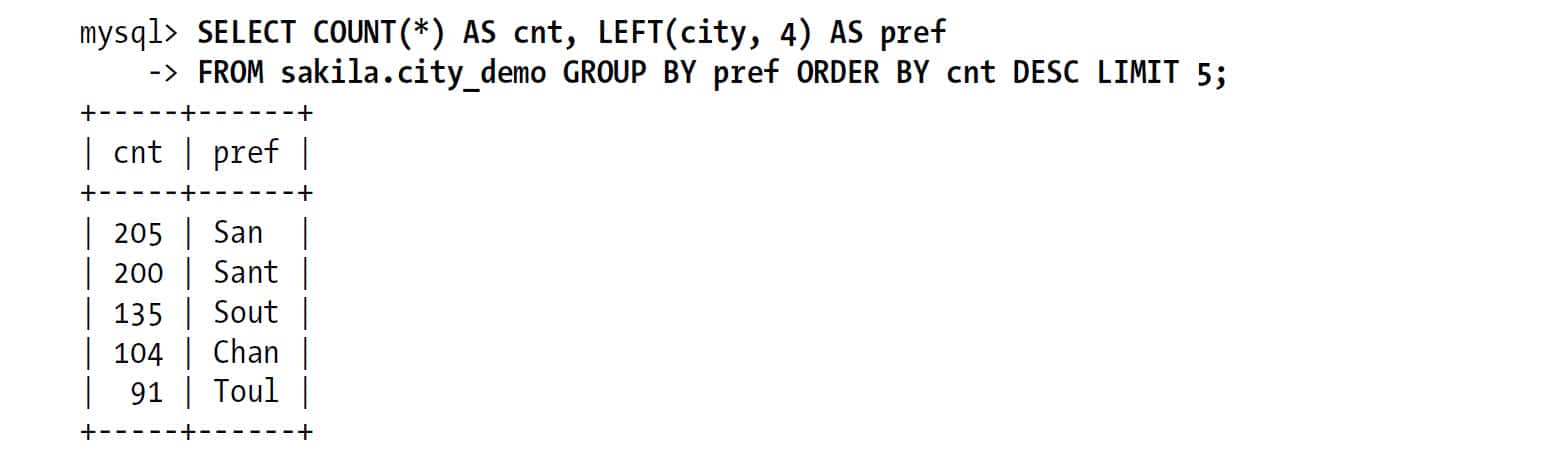 mysql> SELECT COUNT(*) AS cnt, LEFT(city, 4) AS pref
    -> FROM sakila.city_demo GROUP BY pref ORDER BY cnt DESC LIMIT 5;
+-----+------+
| cnt | pref |
+-----+------+
| 205 | San  |
| 200 | Sant |
| 135 | Sout |
| 104 | Chan |
|  91 | Toul |
+-----+------+